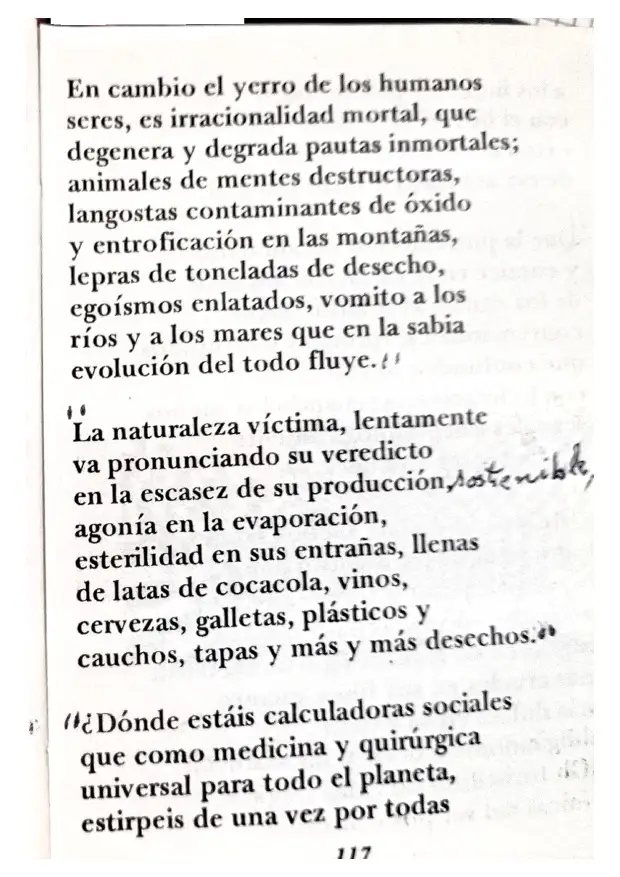 En cambio el yerro de los humanos
seres, es irracionalidad mortal, que
degenera y degrada pautas inmortales;
animales de mentes destructoras,
langostas contaminantes de óxido
y entroficación en las montañas,
lepras de toneladas de desecho,
egoísmos enlatados, vomito a los
ríos y a los mares que en la sabia
evolución del todo fluye."
"La naturaleza víctima, lentamente
va pronunciando su veredicto
en la escasez de su producción, sostenible,
agonía en la evaporación,
esterilidad en sus entrañas, llenas
de latas de cocacola, vinos,
cervezas, galletas, plásticos y
cauchos, tapas y más y más desechos."
"¿Dónde estáis calculadoras sociales
que como medicina y quirúrgica
universal para todo el planeta,
estirpeis de una vez por todas
117